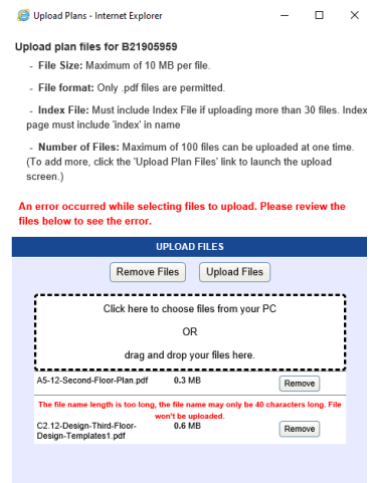 Upload Plans - Internet Explorer
Upload plan files for B21905959
- File Size: Maximum of 10 MB per file.
- File format: Only .pdf files are permitted.
- Index File: Must include Index File if uploading more than 30 files. Index
page must include 'index' in name
- Number of Files: Maximum of 100 files can be uploaded at one time.
(To add more, click the 'Upload Plan Files' link to launch the upload
screen.)
An error occurred while selecting files to upload. Please review the
files below to see the error.
UPLOAD FILES
Remove Files Upload Files
Click here to choose files from your PC
OR
drag and drop your files here.
A5-12-Second-Floor-Plan.pdf 0.3 MB Remove
The file name length is too long, the file name may only be 40 characters long. File
won't be uploaded.
C2.12-Design-Third-Floor- 0.6 MB Remove
Design-Templates1.pdf